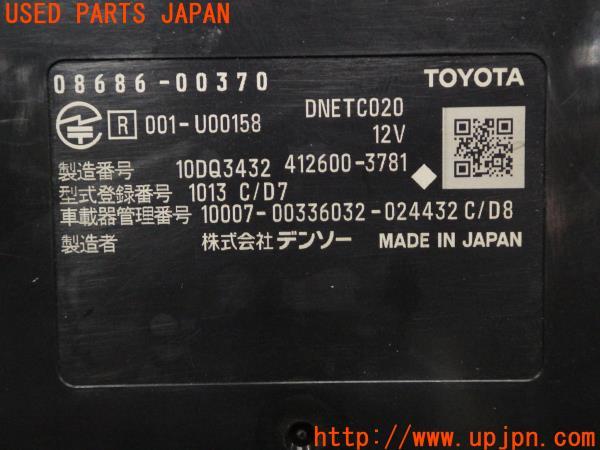 USED PARTS JAPAN
08686-00370 TOYOTA
R 001-U00158 DNETC020
12V
製造番号 10DQ3432 412600-3781
型式登録番号 1013 C/D7
車載器管理番号 10007-00336032-024432 C/D8
製造者 株式会社 デンソー MADE IN JAPAN
UPJ
http://www.upjpn.com